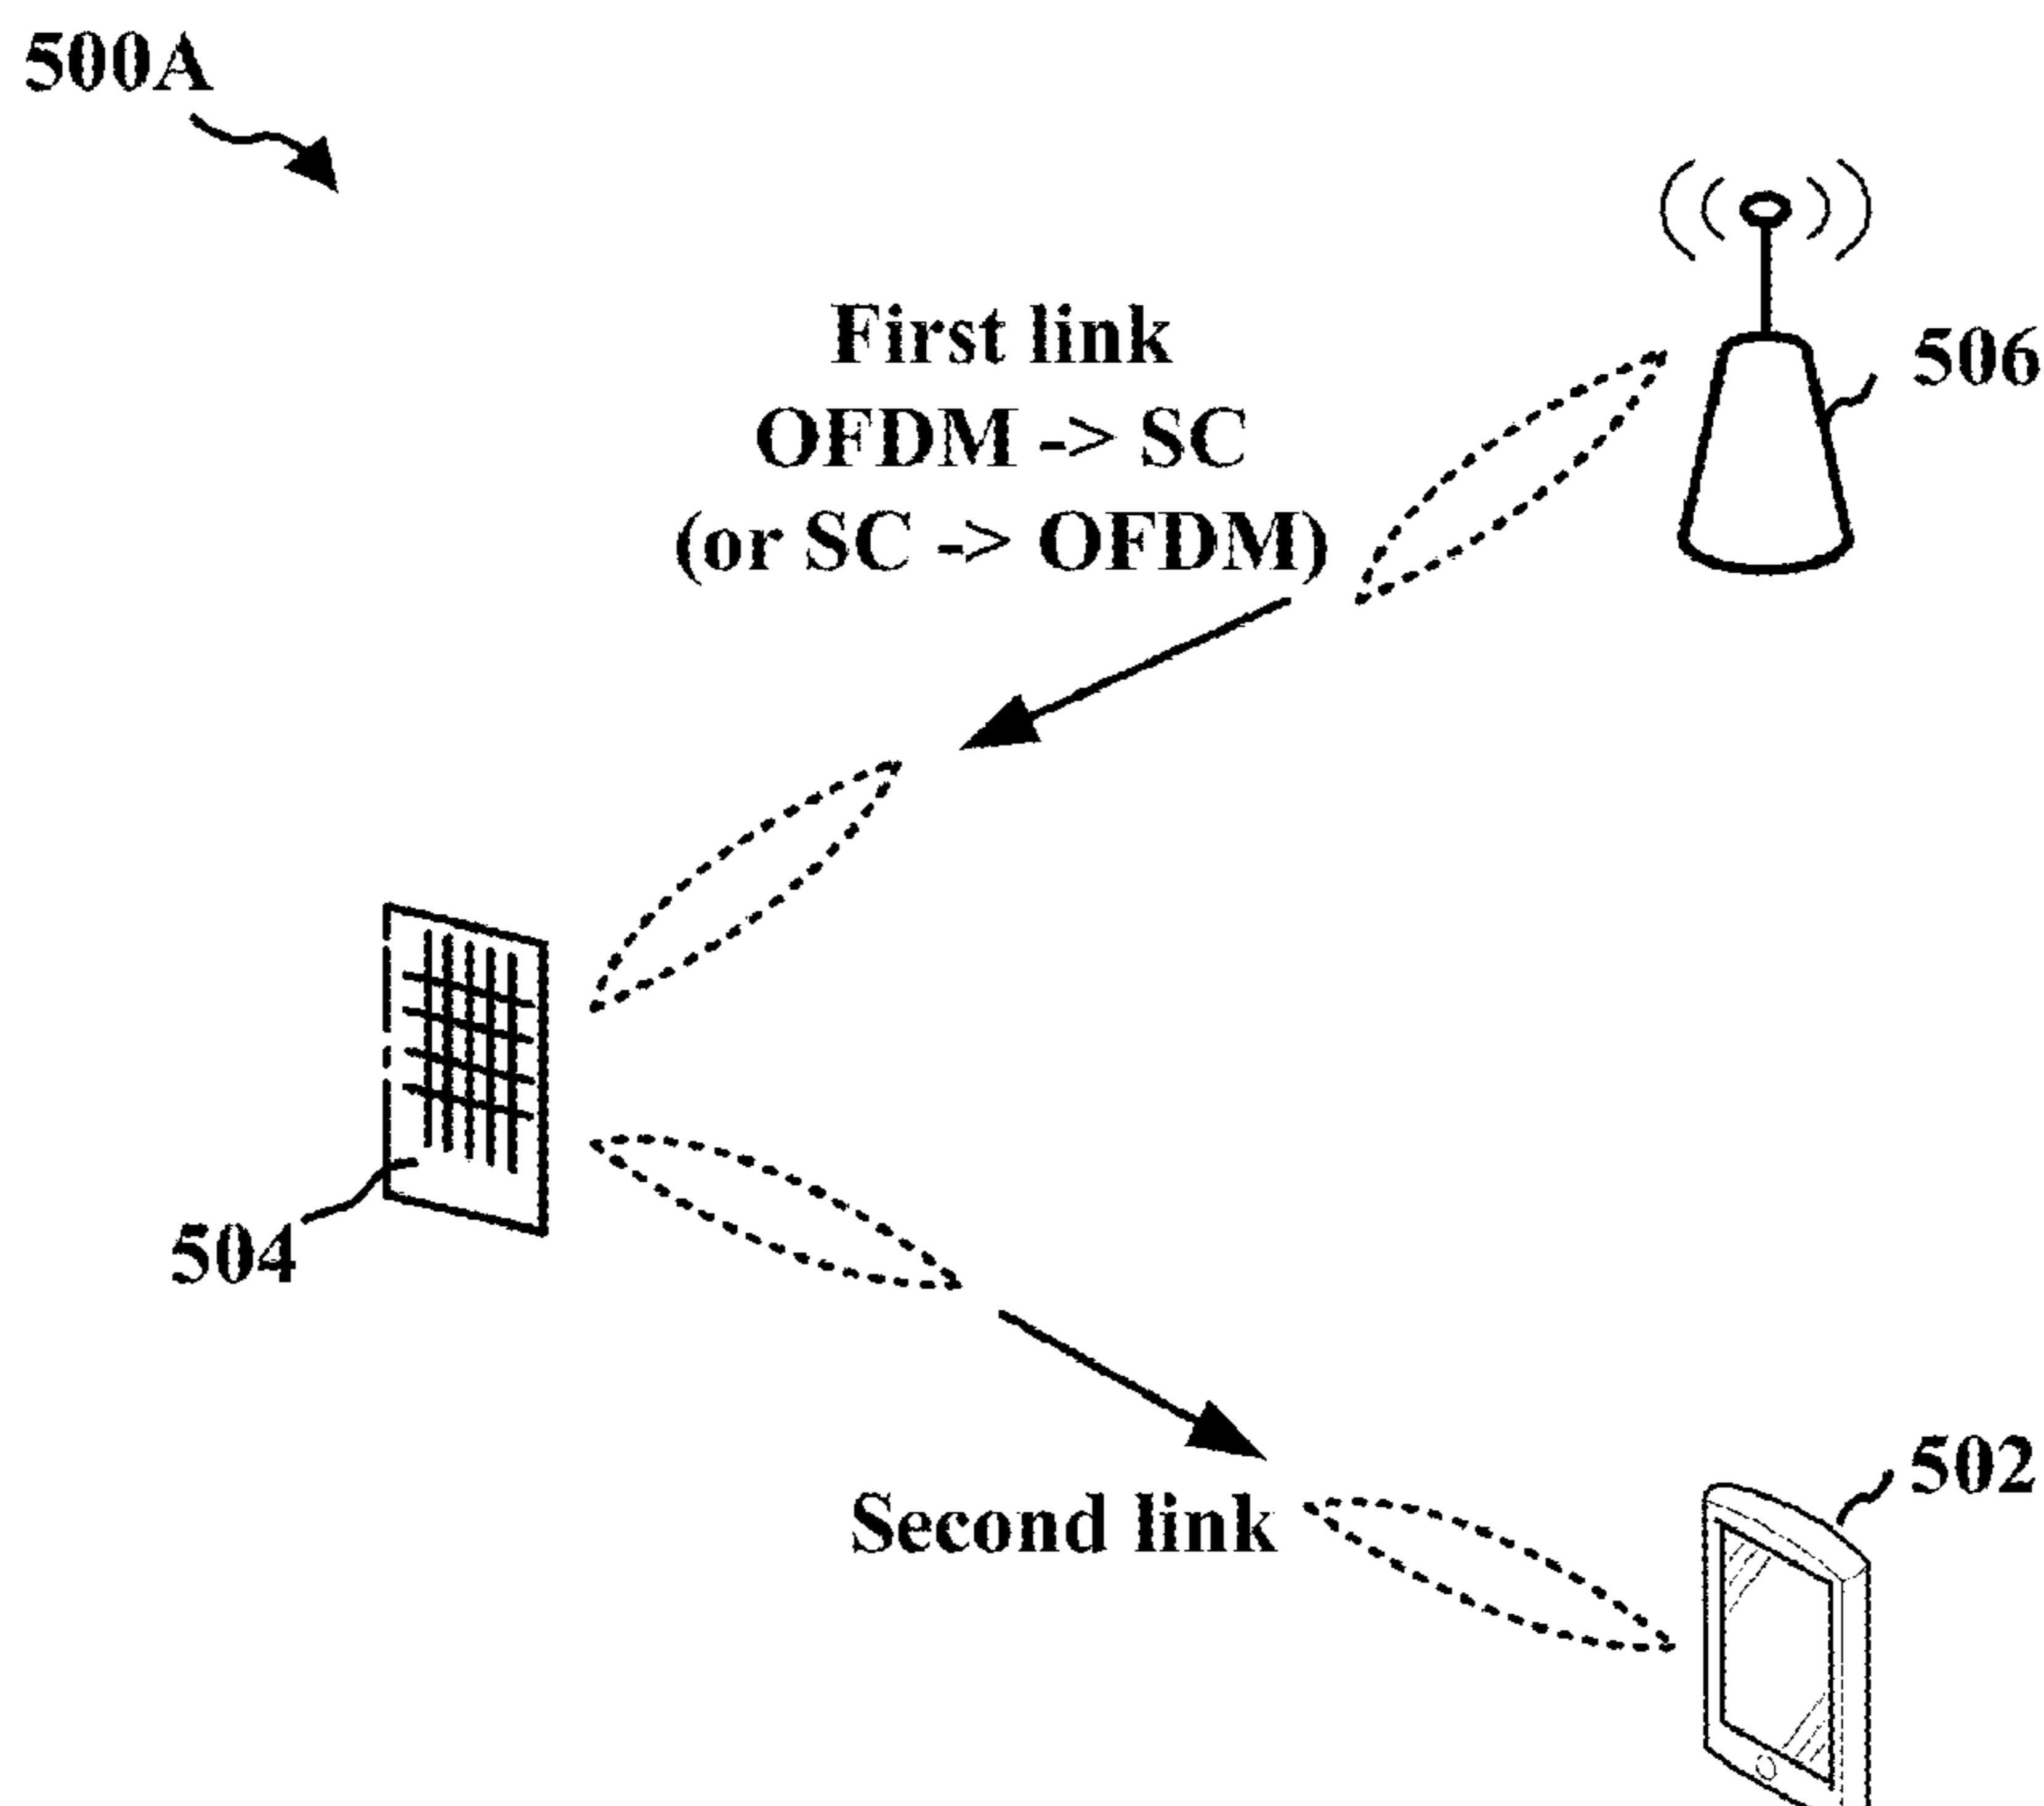 500A
First link
OFDM -> SC
(or SC -> OFDM)
506
504
Second link
502